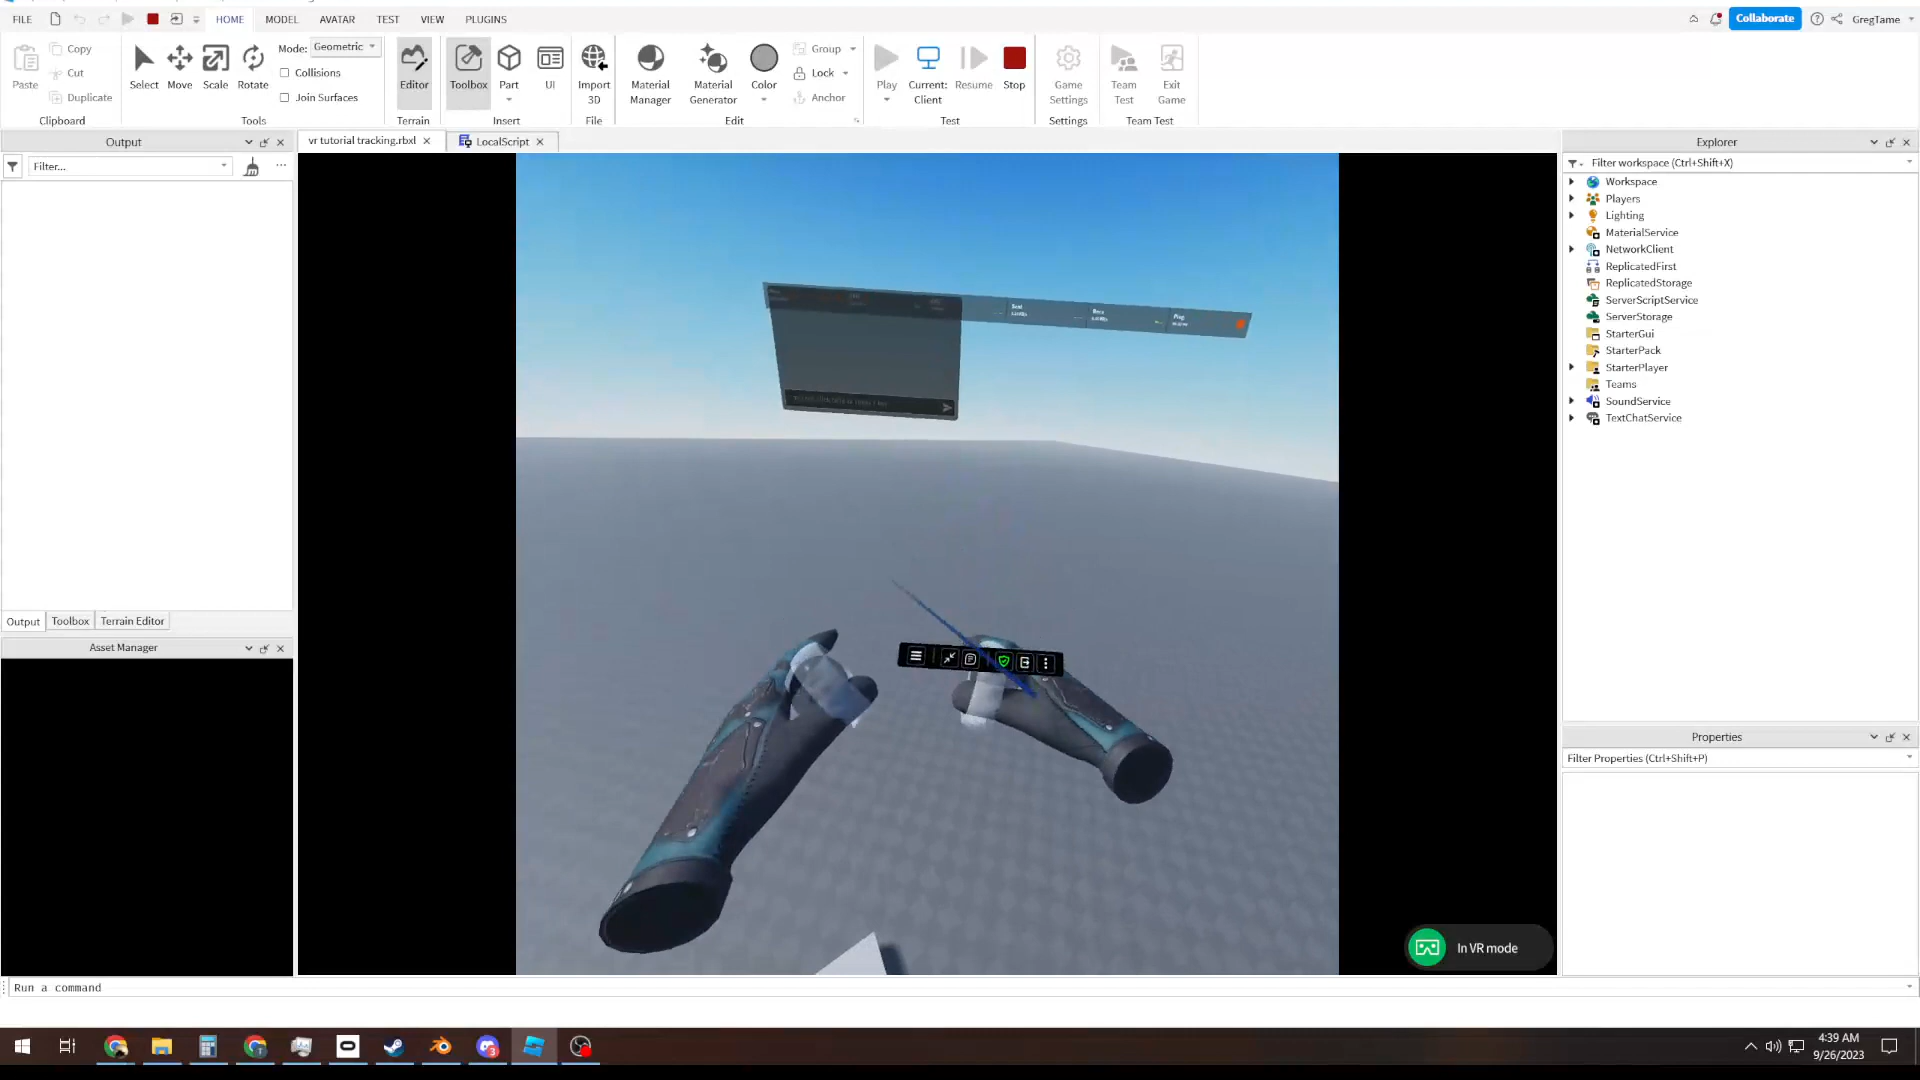 FILE HOME MODEL AVATAR TEST VIEW PLUGINS Collaborate GregTame
Paste Copy Cut Duplicate Clipboard
Select Move Scale Rotate Mode: Geometric Collisions Join Surfaces Tools
Editor Terrain
Toolbox Part UI Insert
Import 3D File
Material Manager Material Generator Color Group Lock Anchor Edit
Play Current: Client Resume Stop Test
Game Settings Settings
Team Test Exit Game Team Test
Output
vr tutorial tracking.rbxl LocalScript
Explorer
Filter...
Filter workspace (Ctrl+Shift+X)
Workspace
Players
Lighting
MaterialService
NetworkClient
ReplicatedFirst
ReplicatedStorage
ServerScriptService
ServerStorage
StarterGui
StarterPack
StarterPlayer
Teams
SoundService
TextChatService
Sent
Recv
Ping
Output Toolbox Terrain Editor
Asset Manager
Properties
Filter Properties (Ctrl+Shift+P)
In VR mode
Run a command
3
4:39 AM
9/26/2023